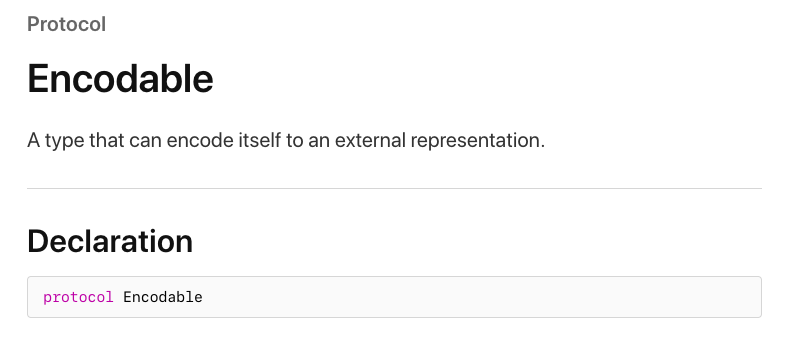 Protocol
Encodable
A type that can encode itself to an external representation.
Declaration
protocol Encodable